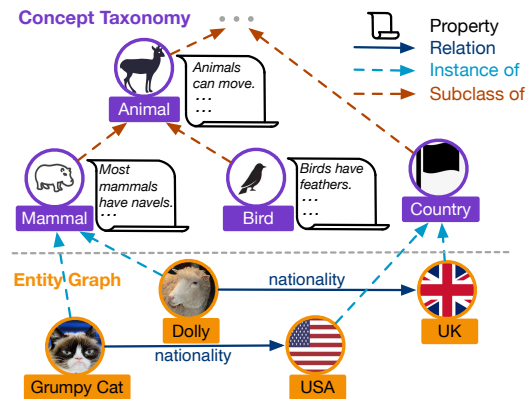 Concept Taxonomy
Property
Relation
Instance of
Subclass of
Animals
can move.
...
...
Animal
Most
mammals
have navels.
...
Birds have
feathers.
...
...
Mammal
Bird
Country
Entity Graph
nationality
Dolly
UK
nationality
Grumpy Cat
USA